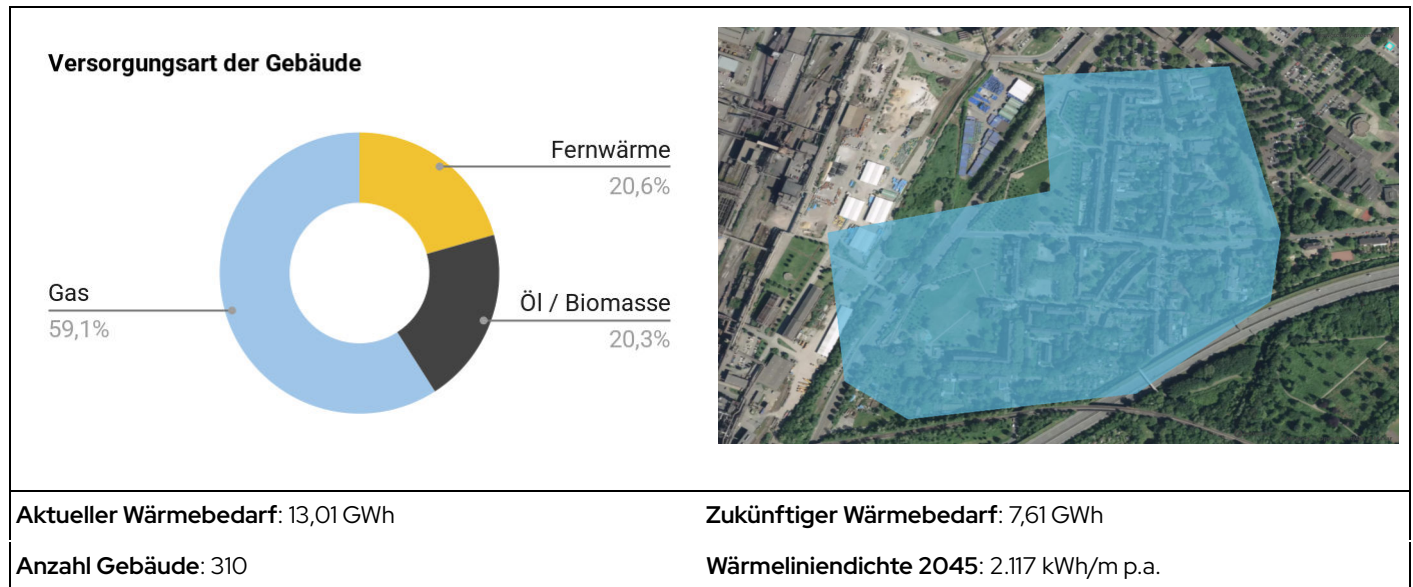 Versorgungsart der Gebäude
Fernwärme
20,6%
Gas
59,1%
Öl / Biomasse
20,3%
Aktueller Wärmebedarf: 13,01 GWh
Zukünftiger Wärmebedarf: 7,61 GWh
Anzahl Gebäude: 310
Wärmeliniendichte 2045: 2.117 kWh/m p.a.